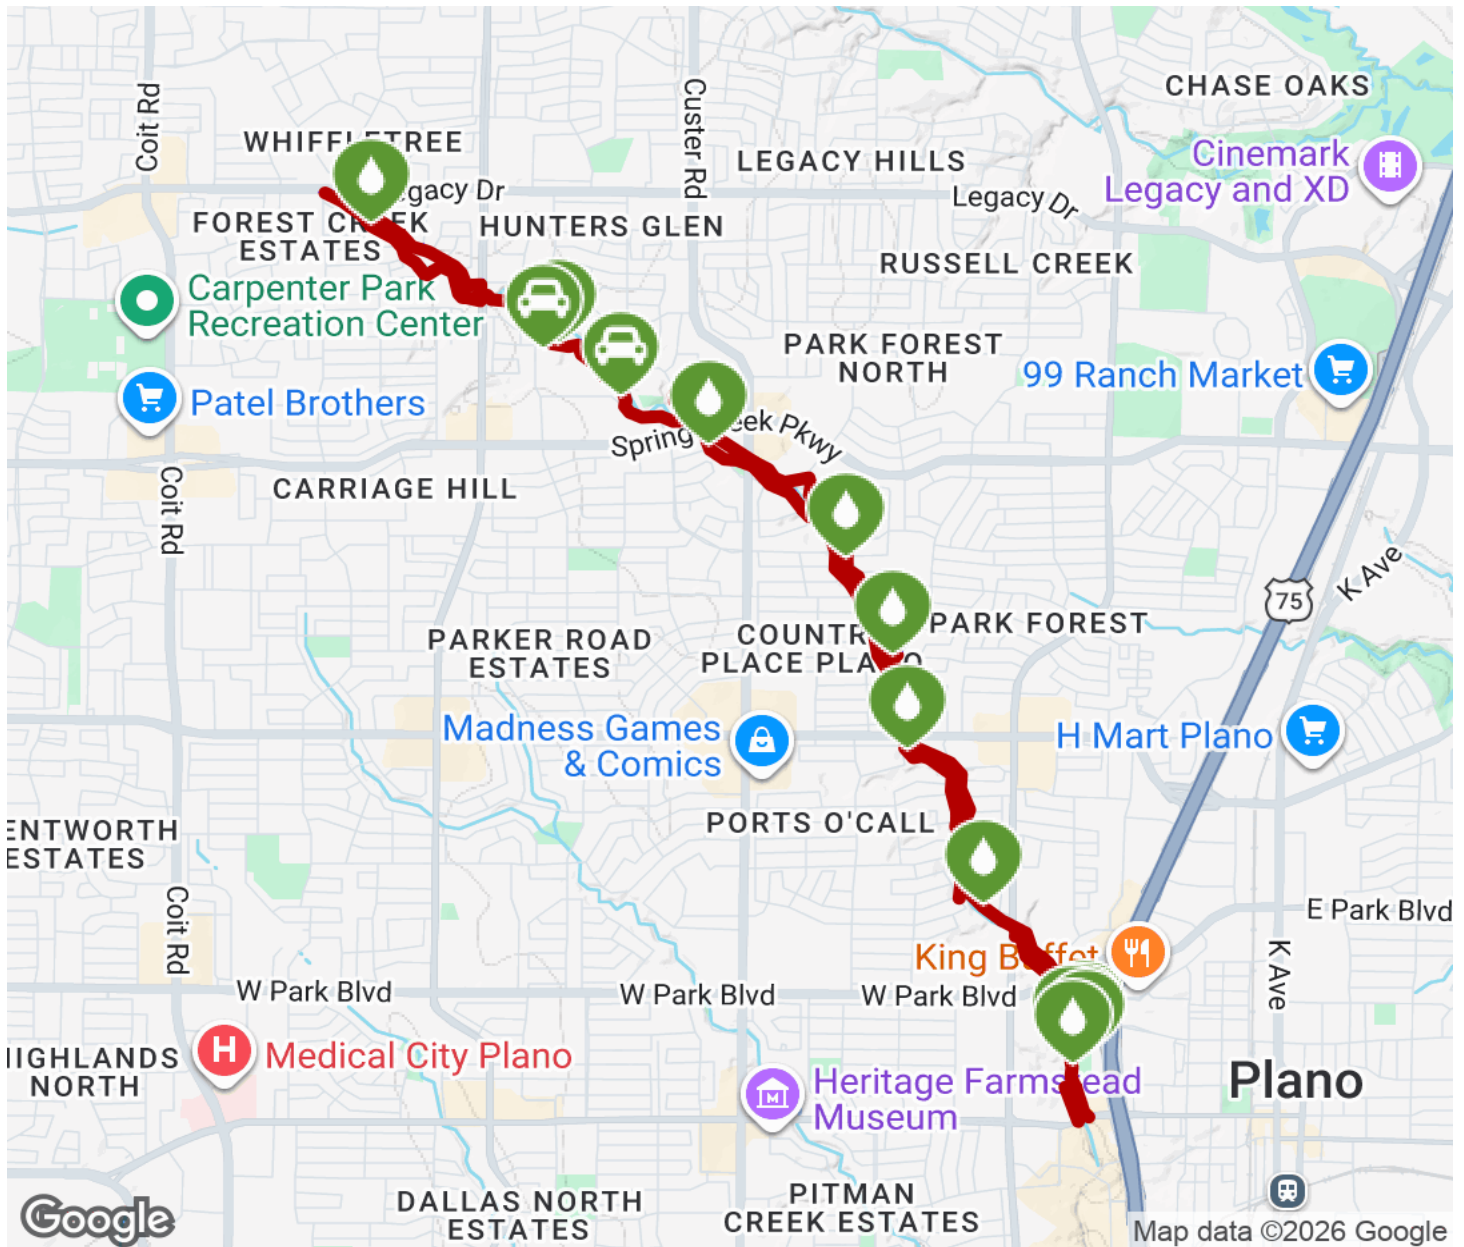 CHASE OAKS
Coit Rd
Custer Rd
WHIFFLETREE
LEGACY HILLS
Cinemark
Legacy and XD
gacy Dr
Legacy Dr
FOREST CREEK
ESTATES
HUNTERS GLEN
RUSSELL CREEK
Carpenter Park
Recreation Center
PARK FOREST
NORTH
99 Ranch Market
Patel Brothers
Spring
eek Pkwy
CARRIAGE HILL
Coit Rd
K Ave
75
PARKER ROAD
ESTATES
COUNTR
PLACE PLANO
PARK FOREST
Madness Games
& Comics
H Mart Plano
PORTS O'CALL
ENTWORTH
ESTATES
Coit Rd
E Park Blvd
King Buffet
K Ave
W Park Blvd
W Park Blvd
W Park Blvd
HIGHLANDS
NORTH
H
Medical City Plano
Heritage Farmstead
Museum
M
Plano
DALLAS NORTH
ESTATES
PITMAN
CREEK ESTATES
Google
Map data ©2026 Google